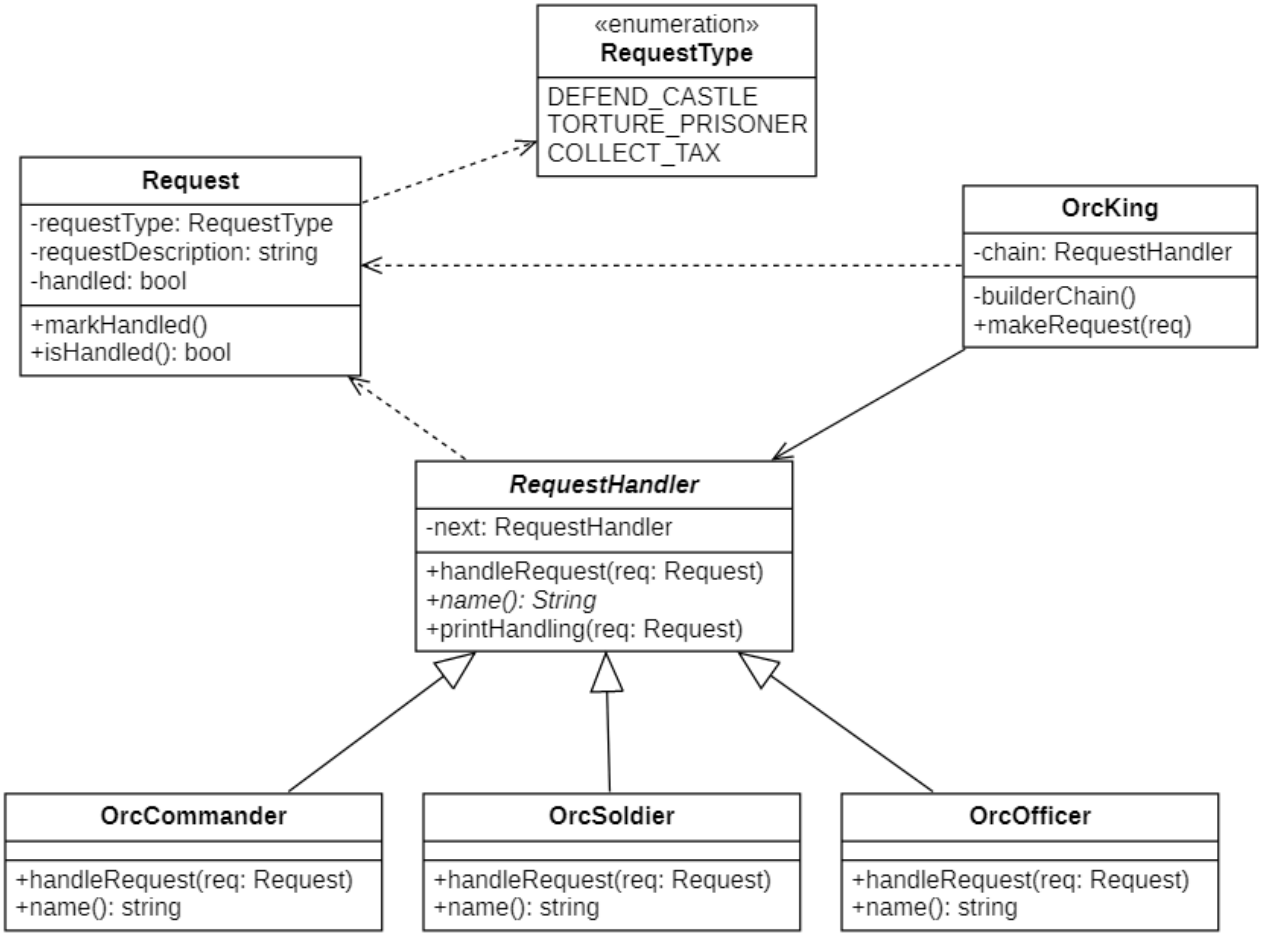 «enumeration»
RequestType
DEFEND_CASTLE
TORTURE_PRISONER
COLLECT_TAX
Request
-requestType: RequestType
-requestDescription: string
-handled: bool
+markHandled()
+isHandled(): bool
OrcKing
-chain: RequestHandler
-builderChain()
+makeRequest(req)
RequestHandler
-next: RequestHandler
+handleRequest(req: Request)
+name(): String
+printHandling(req: Request)
OrcCommander
+handleRequest(req: Request)
+name(): string
OrcSoldier
+handleRequest(req: Request)
+name(): string
OrcOfficer
+handleRequest(req: Request)
+name(): string